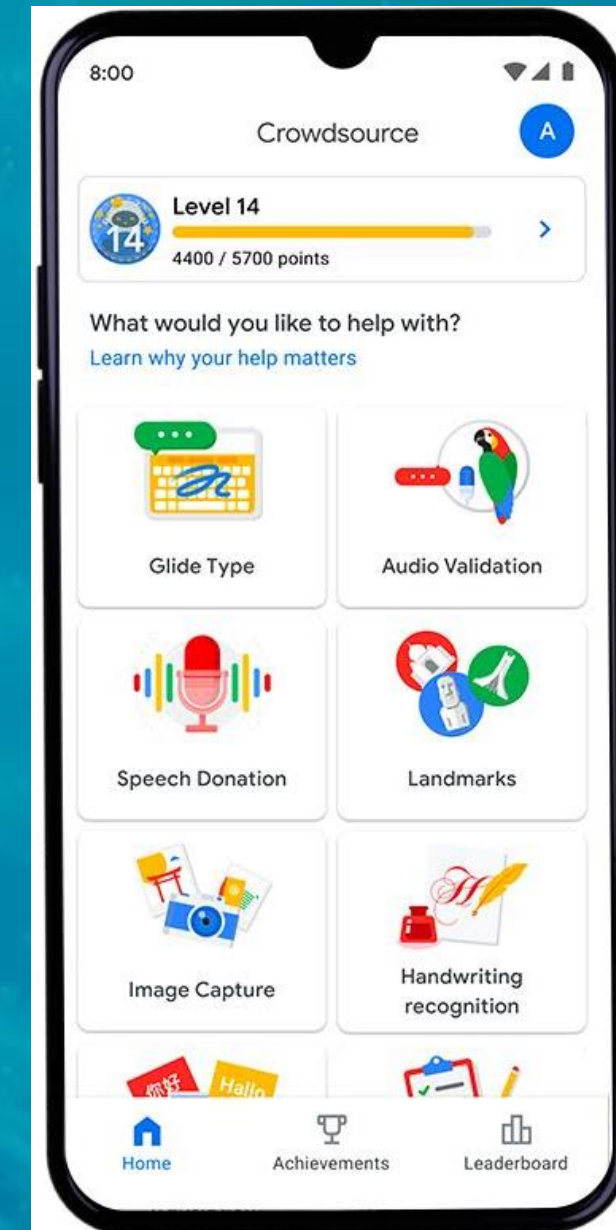 8:00
Crowdsource
A
14
Level 14
4400 / 5700 points
What would you like to help with?
Learn why your help matters
Glide Type
Audio Validation
Speech Donation
Landmarks
Image Capture
Handwriting
recognition
你好
Hallo
Home
Achievements
Leaderboard